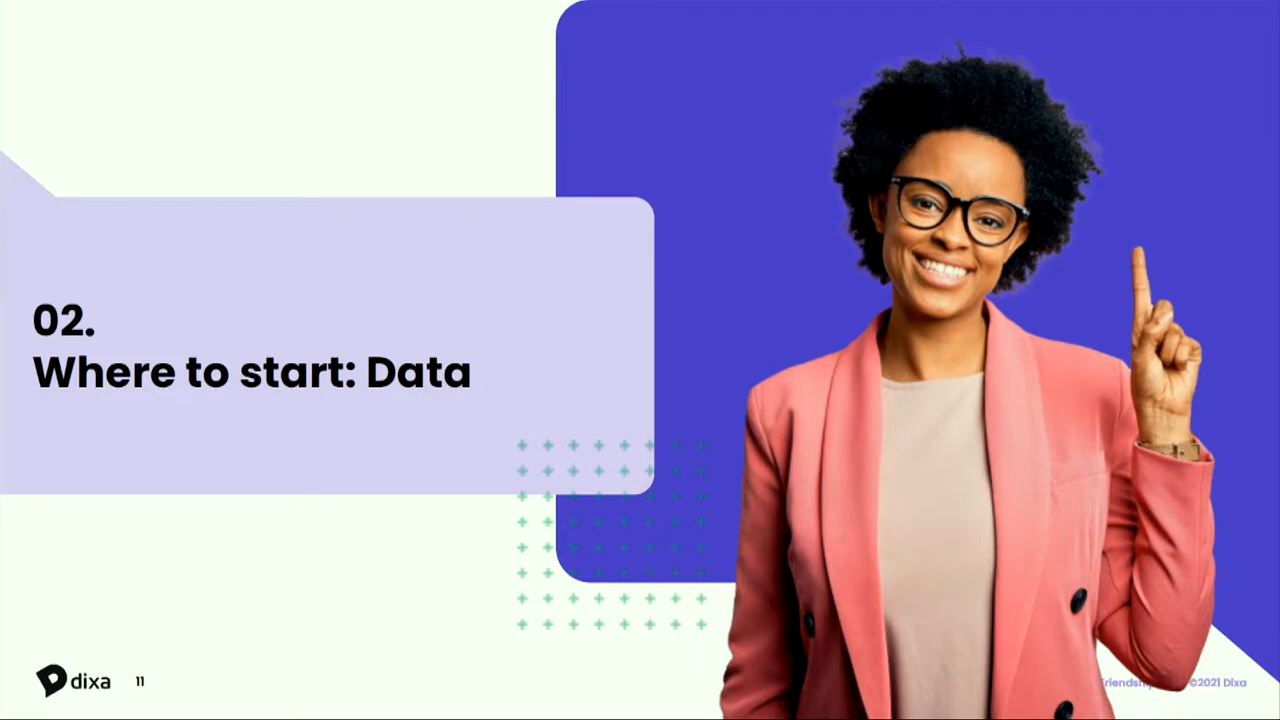 02.
Where to start: Data
dixa
11
©2021 Dixa